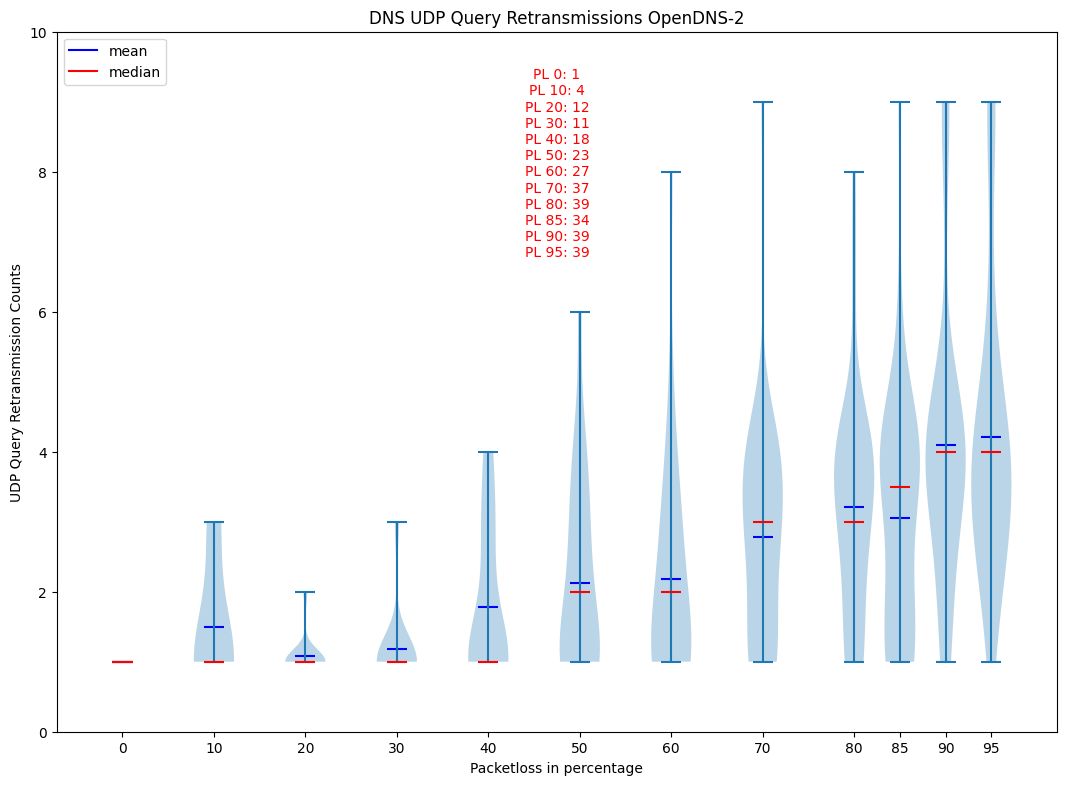 DNS UDP Query Retransmissions OpenDNS-2
mean
median
PL 0: 1
PL 10: 4
PL 20: 12
PL 30: 11
PL 40: 18
PL 50: 23
PL 60: 27
PL 70: 37
PL 80: 39
PL 85: 34
PL 90: 39
PL 95: 39
10
8
6
4
2
0
UDP Query Retransmission Counts
0 10 20 30 40 50 60 70 80 85 90 95
Packetloss in percentage